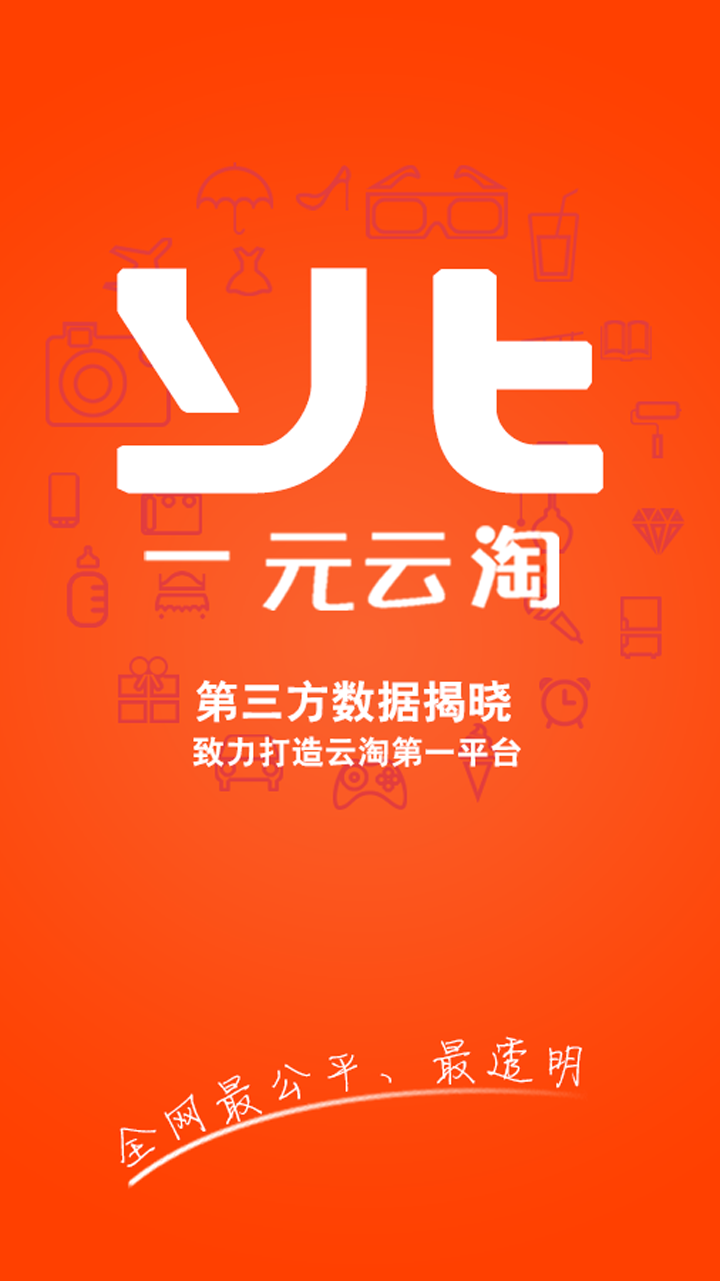 一元云淘
第三方数据揭晓
致力打造云淘第一平台
全网最公平、最透明